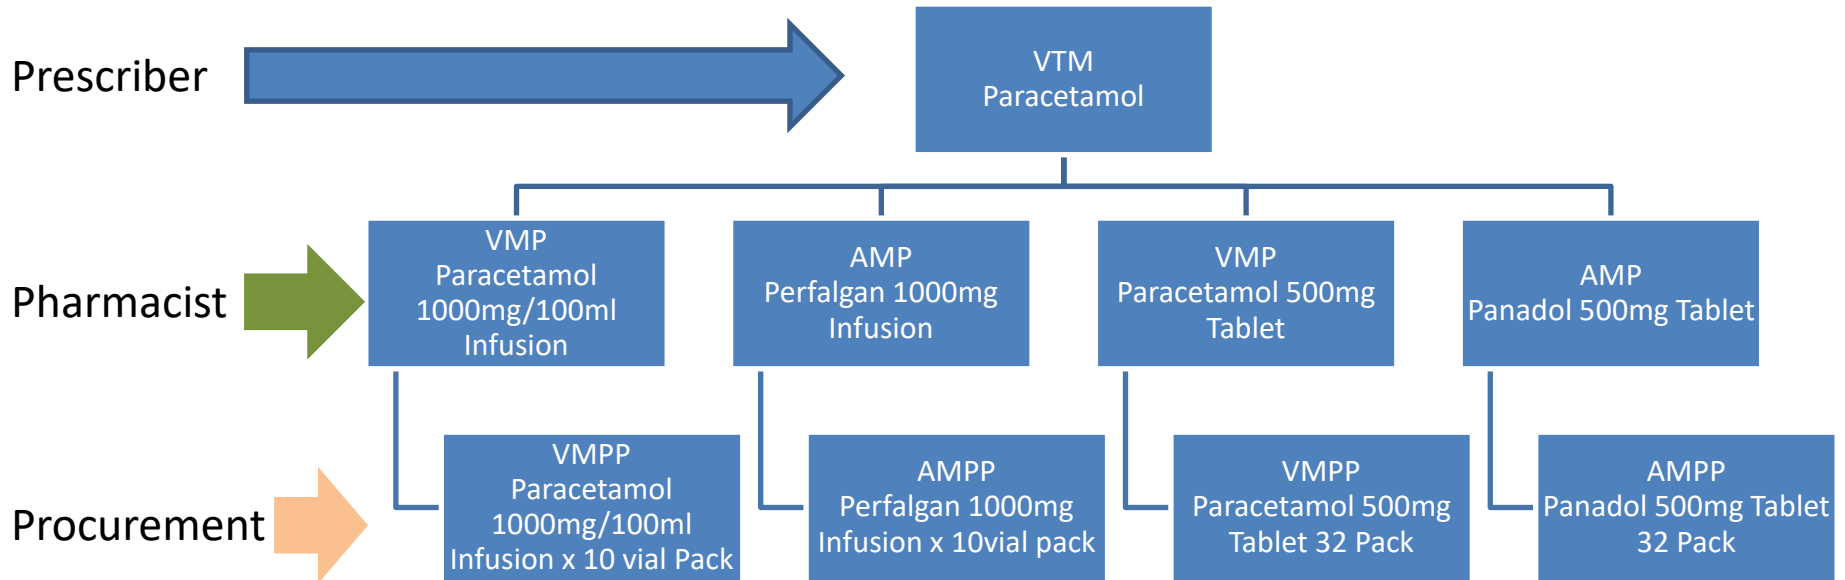 Prescriber
VTM
Paracetamol
Pharmacist
VMP
Paracetamol
1000mg/100ml
Infusion
AMP
Perfalgan 1000mg
Infusion
VMP
Paracetamol 500mg
Tablet
AMP
Panadol 500mg Tablet
Procurement
VMPP
Paracetamol
1000mg/100ml
Infusion x 10 vial Pack
AMPP
Perfalgan 1000mg
Infusion x 10vial pack
VMPP
Paracetamol 500mg
Tablet 32 Pack
AMPP
Panadol 500mg Tablet
32 Pack